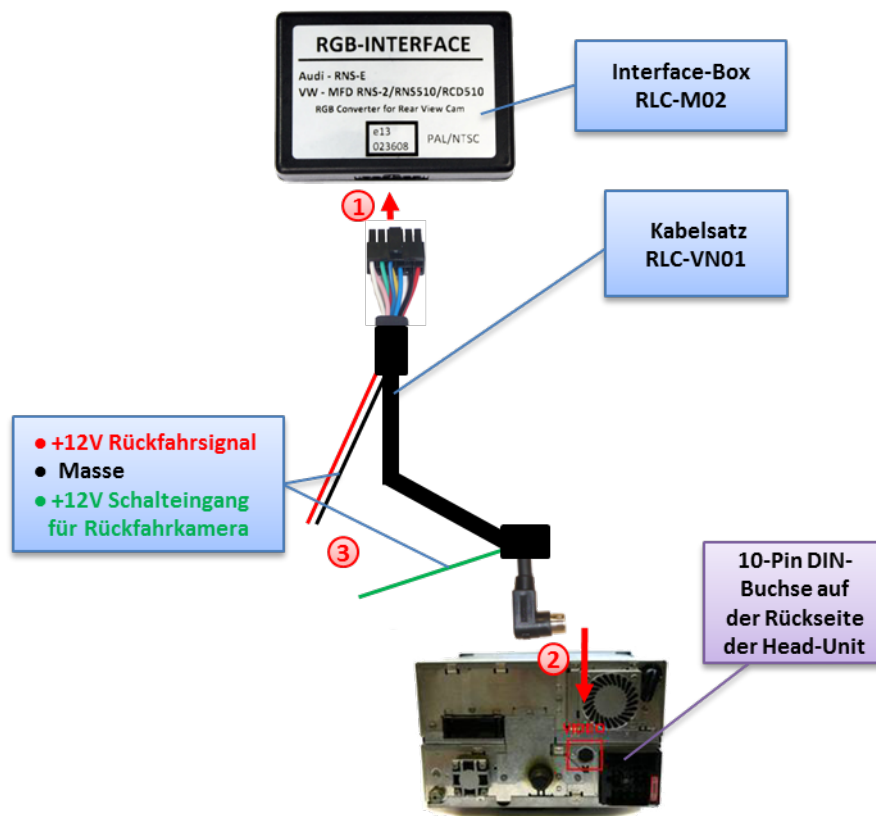 RGB-INTERFACE
Audi - RNS-E
VW - MFD RNS-2/RNS510/RCD510
RGB Converter for Rear View Cam
e13
023608
PAL/NTSC
Interface-Box
RLC-M02
1
Kabelsatz
RLC-VN01
● +12V Rückfahrsignal
● Masse
● +12V Schalteingang
für Rückfahrkamera
3
10-Pin DIN-
Buchse auf
der Rückseite
der Head-Unit
2
VIDEO